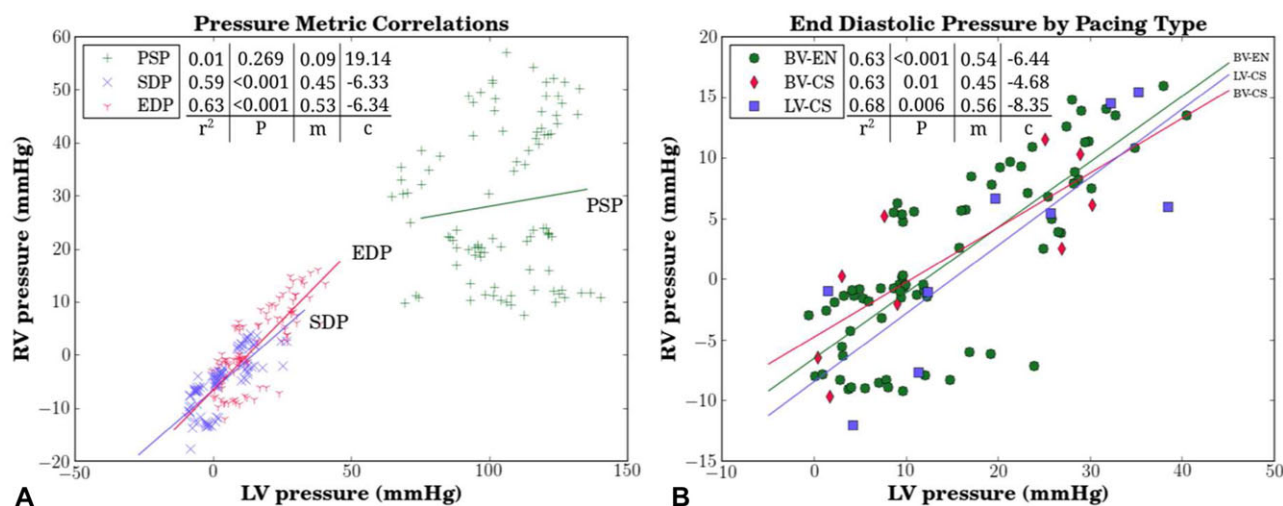 Pressure Metric Correlations
PSP 0.01 0.269 0.09 19.14
SDP 0.59 <0.001 0.45 -6.33
EDP 0.63 <0.001 0.53 -6.34
r² P m c
PSP
EDP
SDP
60
50
40
30
20
10
0
−10
−20
RV pressure (mmHg)
−50 0 50 100 150
LV pressure (mmHg)
A
End Diastolic Pressure by Pacing Type
BV-EN 0.63 <0.001 0.54 -6.44
BV-CS 0.63 0.01 0.45 -4.68
LV-CS 0.68 0.006 0.56 -8.35
r² P m c
BV-EN
LV-CS
BV-CS
20
15
10
5
0
−5
−10
−15
RV pressure (mmHg)
−10 0 10 20 30 40 50
LV pressure (mmHg)
B